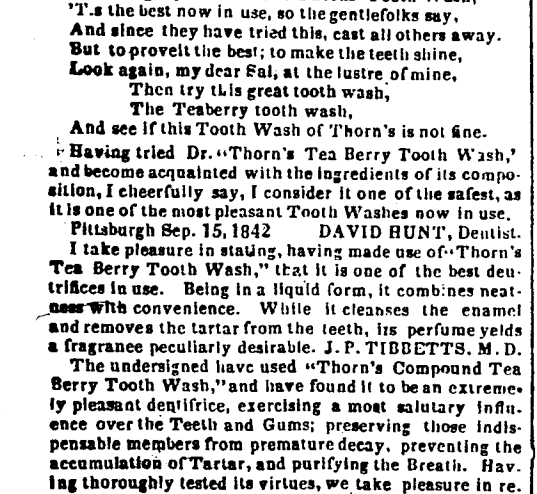 'T.s the best now in use, so the gentlefolks say,
And since they have tried this, cast all others away.
But to prove it the best; to make the teeth shine,
Look again, my dear Sal, at the lustre of mine,
Then try this great tooth wash,
The Teaberry tooth wash,
And see if this Tooth Wash of Thorn's is not fine.
Having tried Dr. "Thorn's Tea Berry Tooth Wash,'
and become acquainted with the ingredients of its compo-
sition, I cheerfully say, I consider it one of the safest, as
it is one of the most pleasant Tooth Washes now in use.
Pittsburgh Sep. 15, 1842 DAVID HUNT, Dentist.
I take pleasure in stating, having made use of "Thorn's
Tea Berry Tooth Wash," that it is one of the best den-
trifices in use. Being in a liquid form, it combines neat-
ness with convenience. While it cleanses the enamel
and removes the tartar from the teeth, its perfume yelds
a fragranee peculiarly desirable. J. P. TIBBETTS. M. D.
The undersigned have used "Thorn's Compound Tea
Berry Tooth Wash," and have found it to be an extreme-
ly pleasant dentifrice, exercising a most salutary influ-
ence over the Teeth and Gums; preserving those indis-
pensable members from premature decay, preventing the
accumulation of Tartar, and purifying the Breath. Hav-
ing thoroughly tested its virtues, we take pleasure in re.